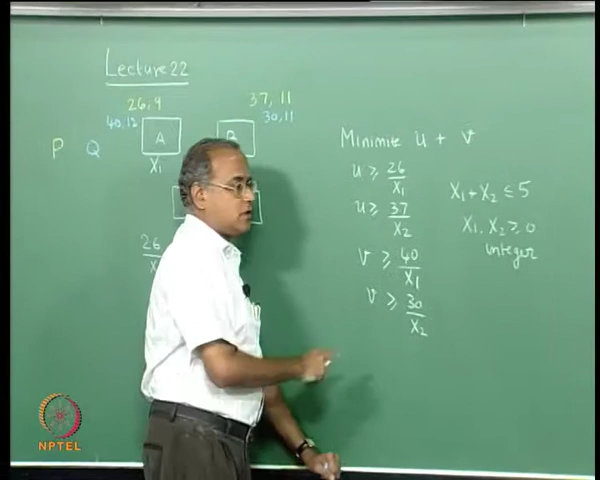 Lecture 22
26, 9
37, 11
40, 12
30, 11
P Q
A
B
X1
26
Minimize u + v
u ≥ 26/X1
u ≥ 37/X2
v ≥ 40/X1
v ≥ 30/X2
X1 + X2 ≤ 5
X1, X2 ≥ 0
integer
NPTEL